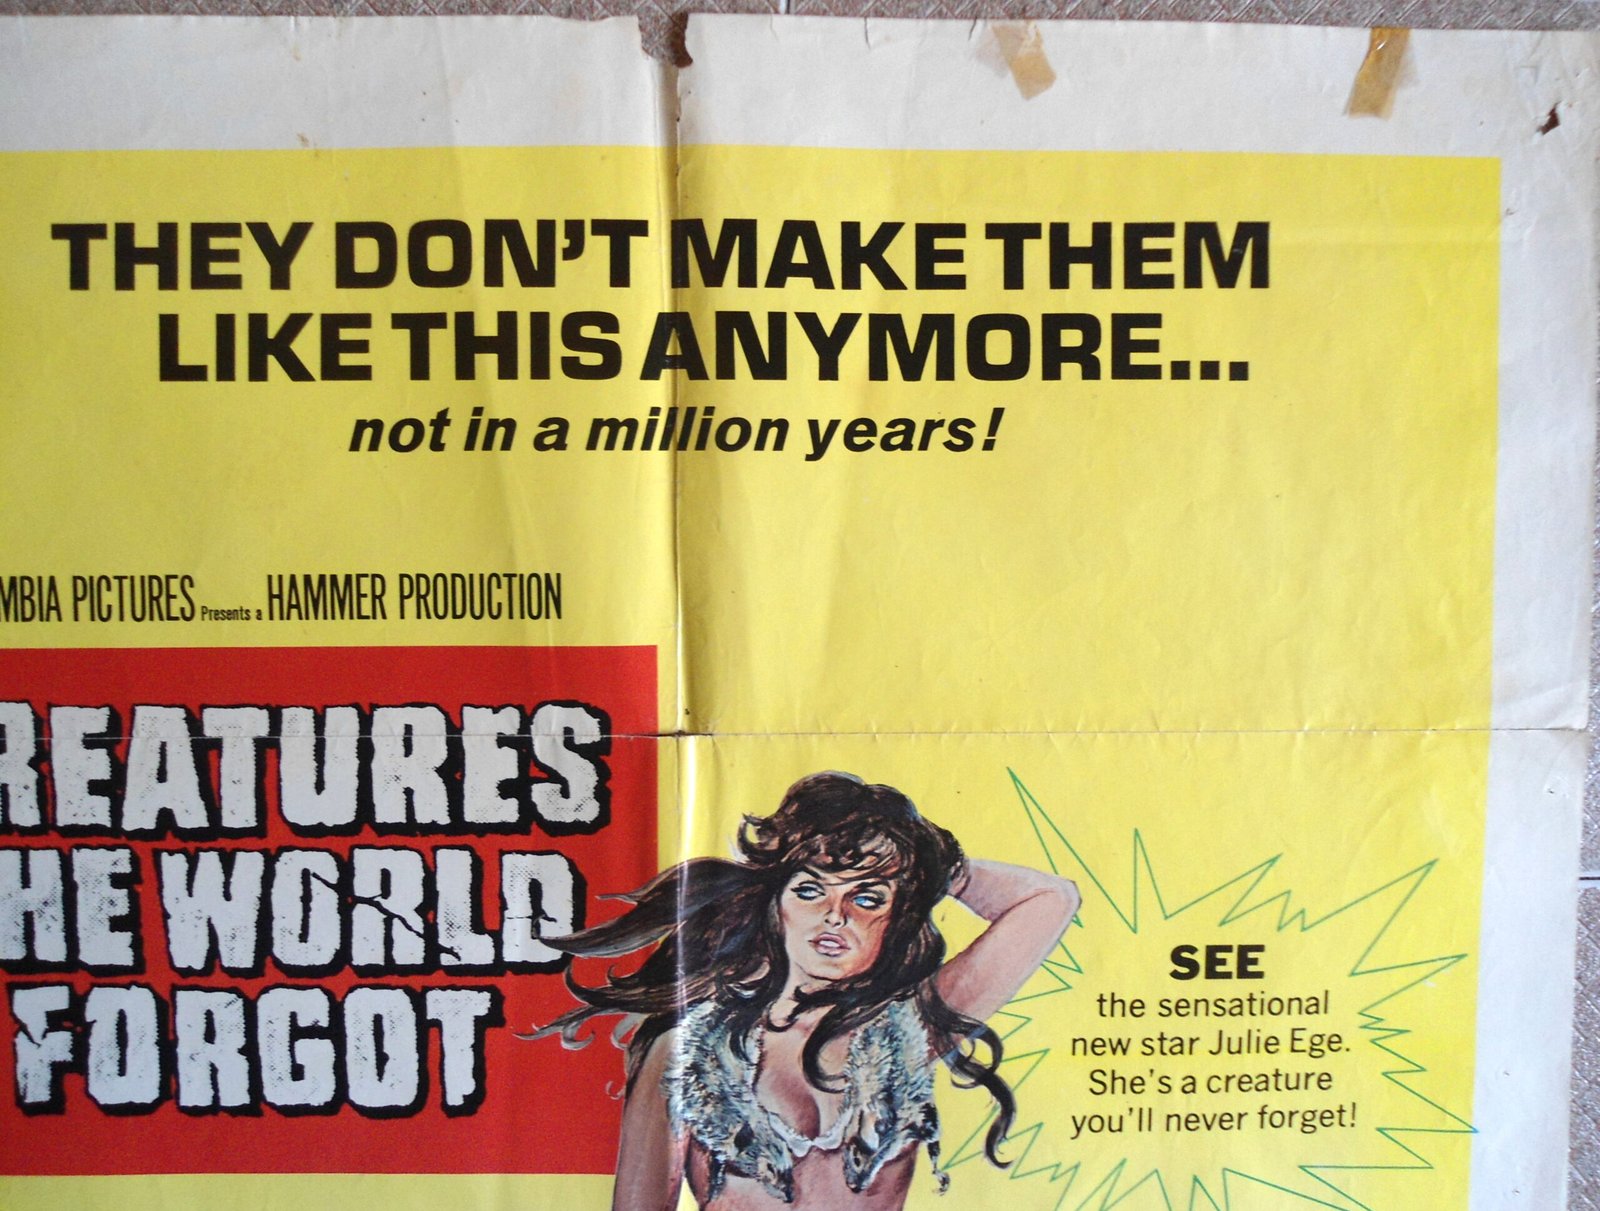 THEY DON'T MAKE THEM
LIKE THIS ANYMORE...
not in a million years!
MBIA PICTURES Presents a HAMMER PRODUCTION
REATURES
HE WORLD
FORGOT
SEE
the sensational
new star Julie Ege.
She's a creature
you'll never forget!